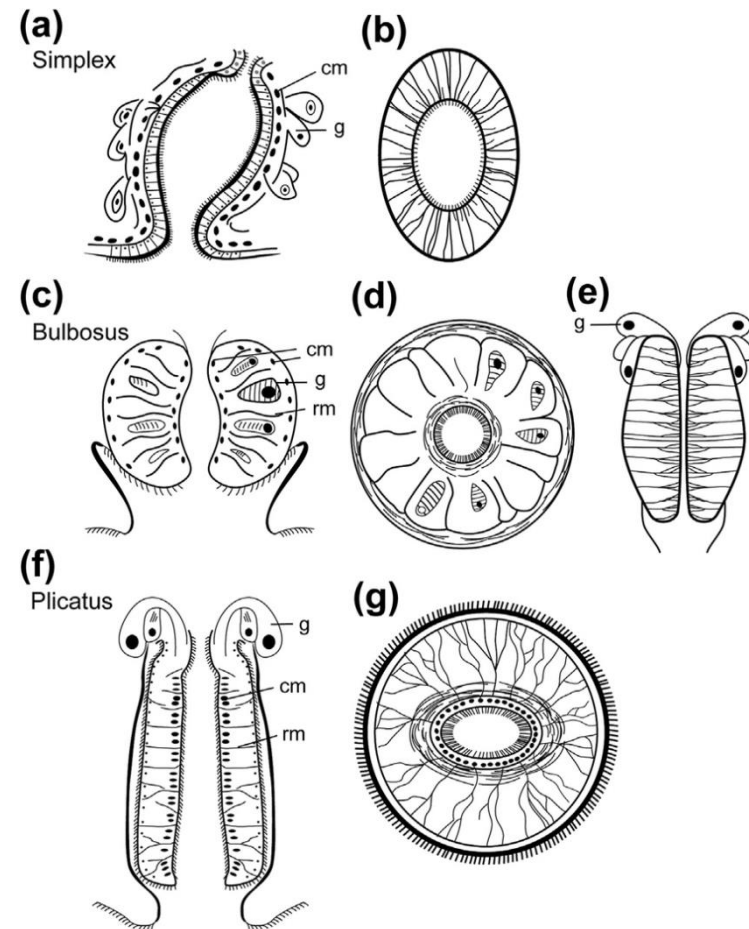 (a)
Simplex
cm
g
(b)
(c)
Bulbosus
cm
g
rm
(d)
(e)
g
(f)
Plicatus
g
cm
rm
(g)